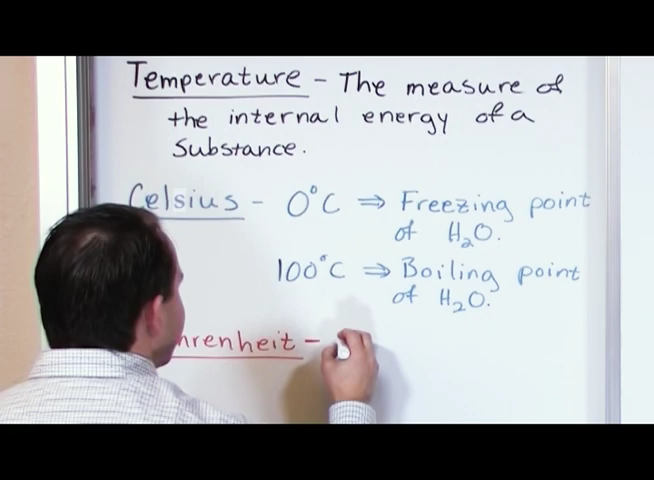 Temperature - The measure of
the internal energy of a
Substance.
Celsius - 0°C ⇒ Freezing point
of H₂O.
100°C ⇒ Boiling point
of H₂O.
hrenheit -